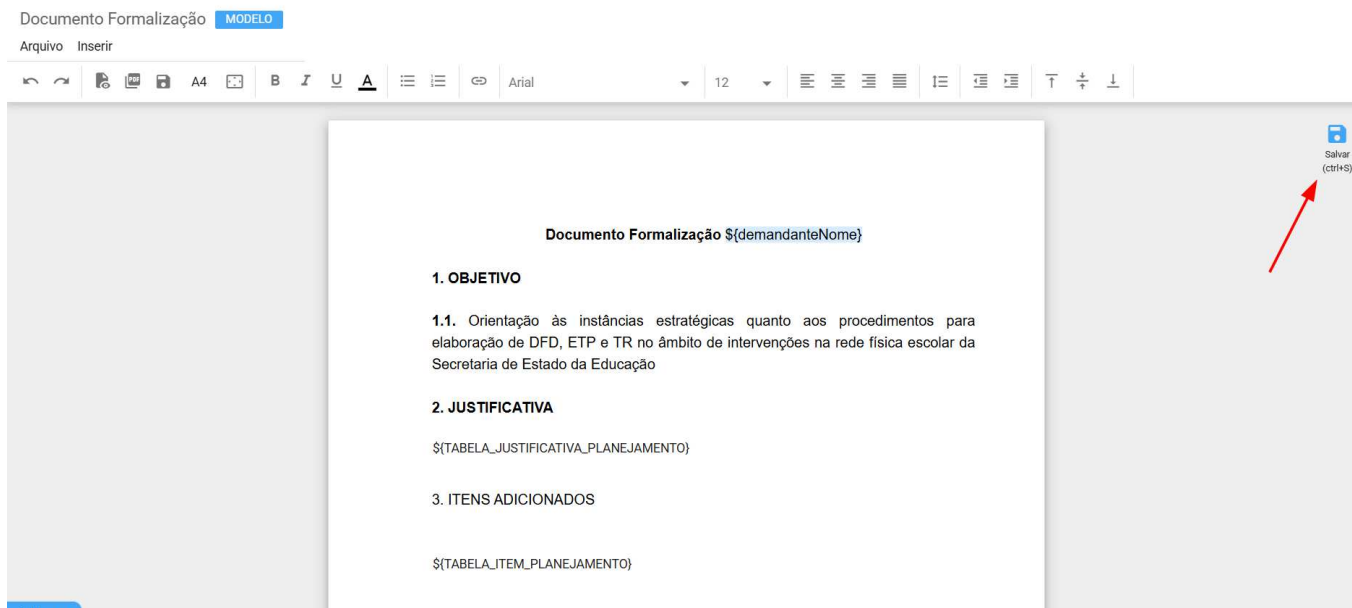 Documento Formalização MODELO
Arquivo Inserir
PDF A4 B I U A Arial 12
Salvar
(ctrl+S)
Documento Formalização ${demandanteNome}
1. OBJETIVO
1.1. Orientação às instâncias estratégicas quanto aos procedimentos para
elaboração de DFD, ETP e TR no âmbito de intervenções na rede física escolar da
Secretaria de Estado da Educação
2. JUSTIFICATIVA
${TABELA_JUSTIFICATIVA_PLANEJAMENTO}
3. ITENS ADICIONADOS
${TABELA_ITEM_PLANEJAMENTO}